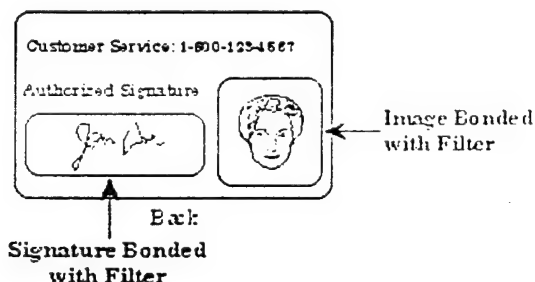 Customer Service: 1-800-123-4567
Authorized Signature
Image Bonded
with Filter
Back
Signature Bonded
with Filter